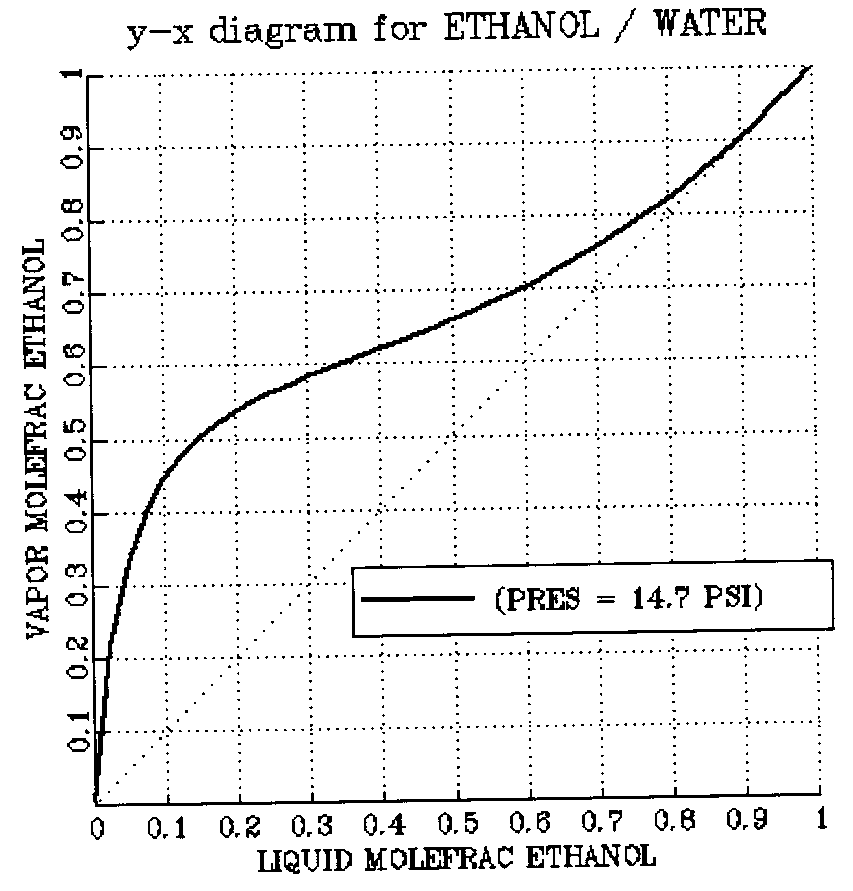 y-x diagram for ETHANOL / WATER
VAPOR MOLEFRAC ETHANOL
1
0.9
0.8
0.7
0.6
0.5
0.4
0.3
0.2
0.1
(PRES = 14.7 PSI)
0 0.1 0.2 0.3 0.4 0.5 0.6 0.7 0.8 0.9 1
LIQUID MOLEFRAC ETHANOL